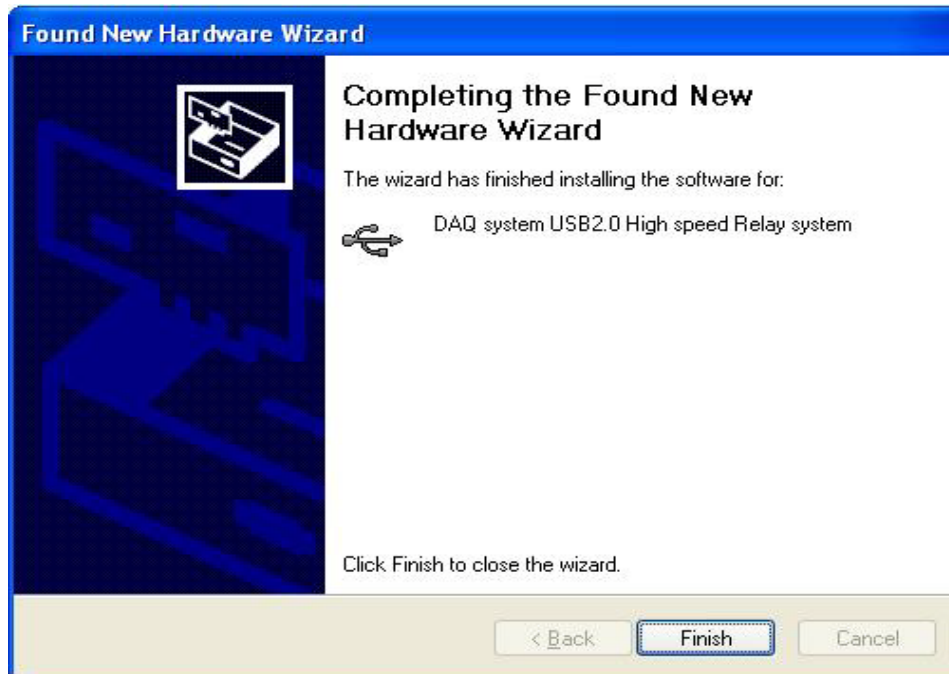 Found New Hardware Wizard
Completing the Found New
Hardware Wizard
The wizard has finished installing the software for:
DAQ system USB2.0 High speed Relay system
Click Finish to close the wizard.
< Back
Finish
Cancel